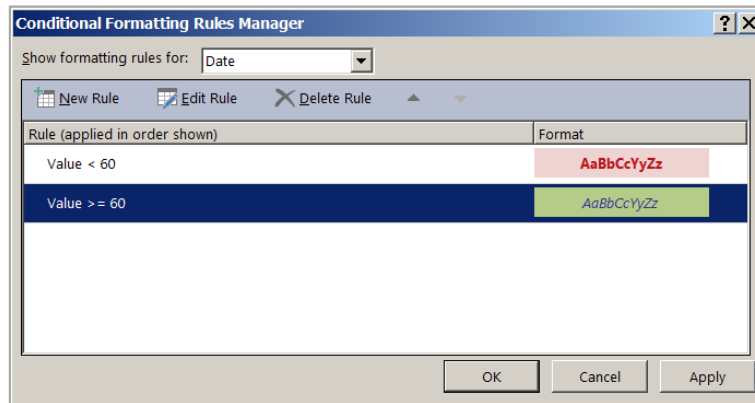 Conditional Formatting Rules Manager ? X
Show formatting rules for: Date
New Rule Edit Rule Delete Rule
Rule (applied in order shown) Format
Value < 60 AaBbCcYyZz
Value >= 60 AaBbCcYyZz
OK Cancel Apply